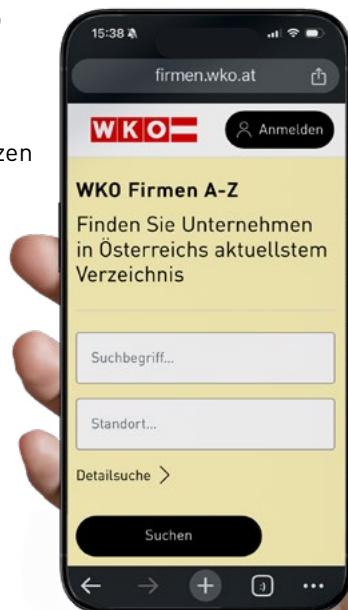 15:38
firmen.wko.at
WKO
Anmelden
zen
WKO Firmen A-Z
Finden Sie Unternehmen
in Österreichs aktuellstem
Verzeichnis
Suchbegriff...
Standort...
Detailsuche >
Suchen
:)